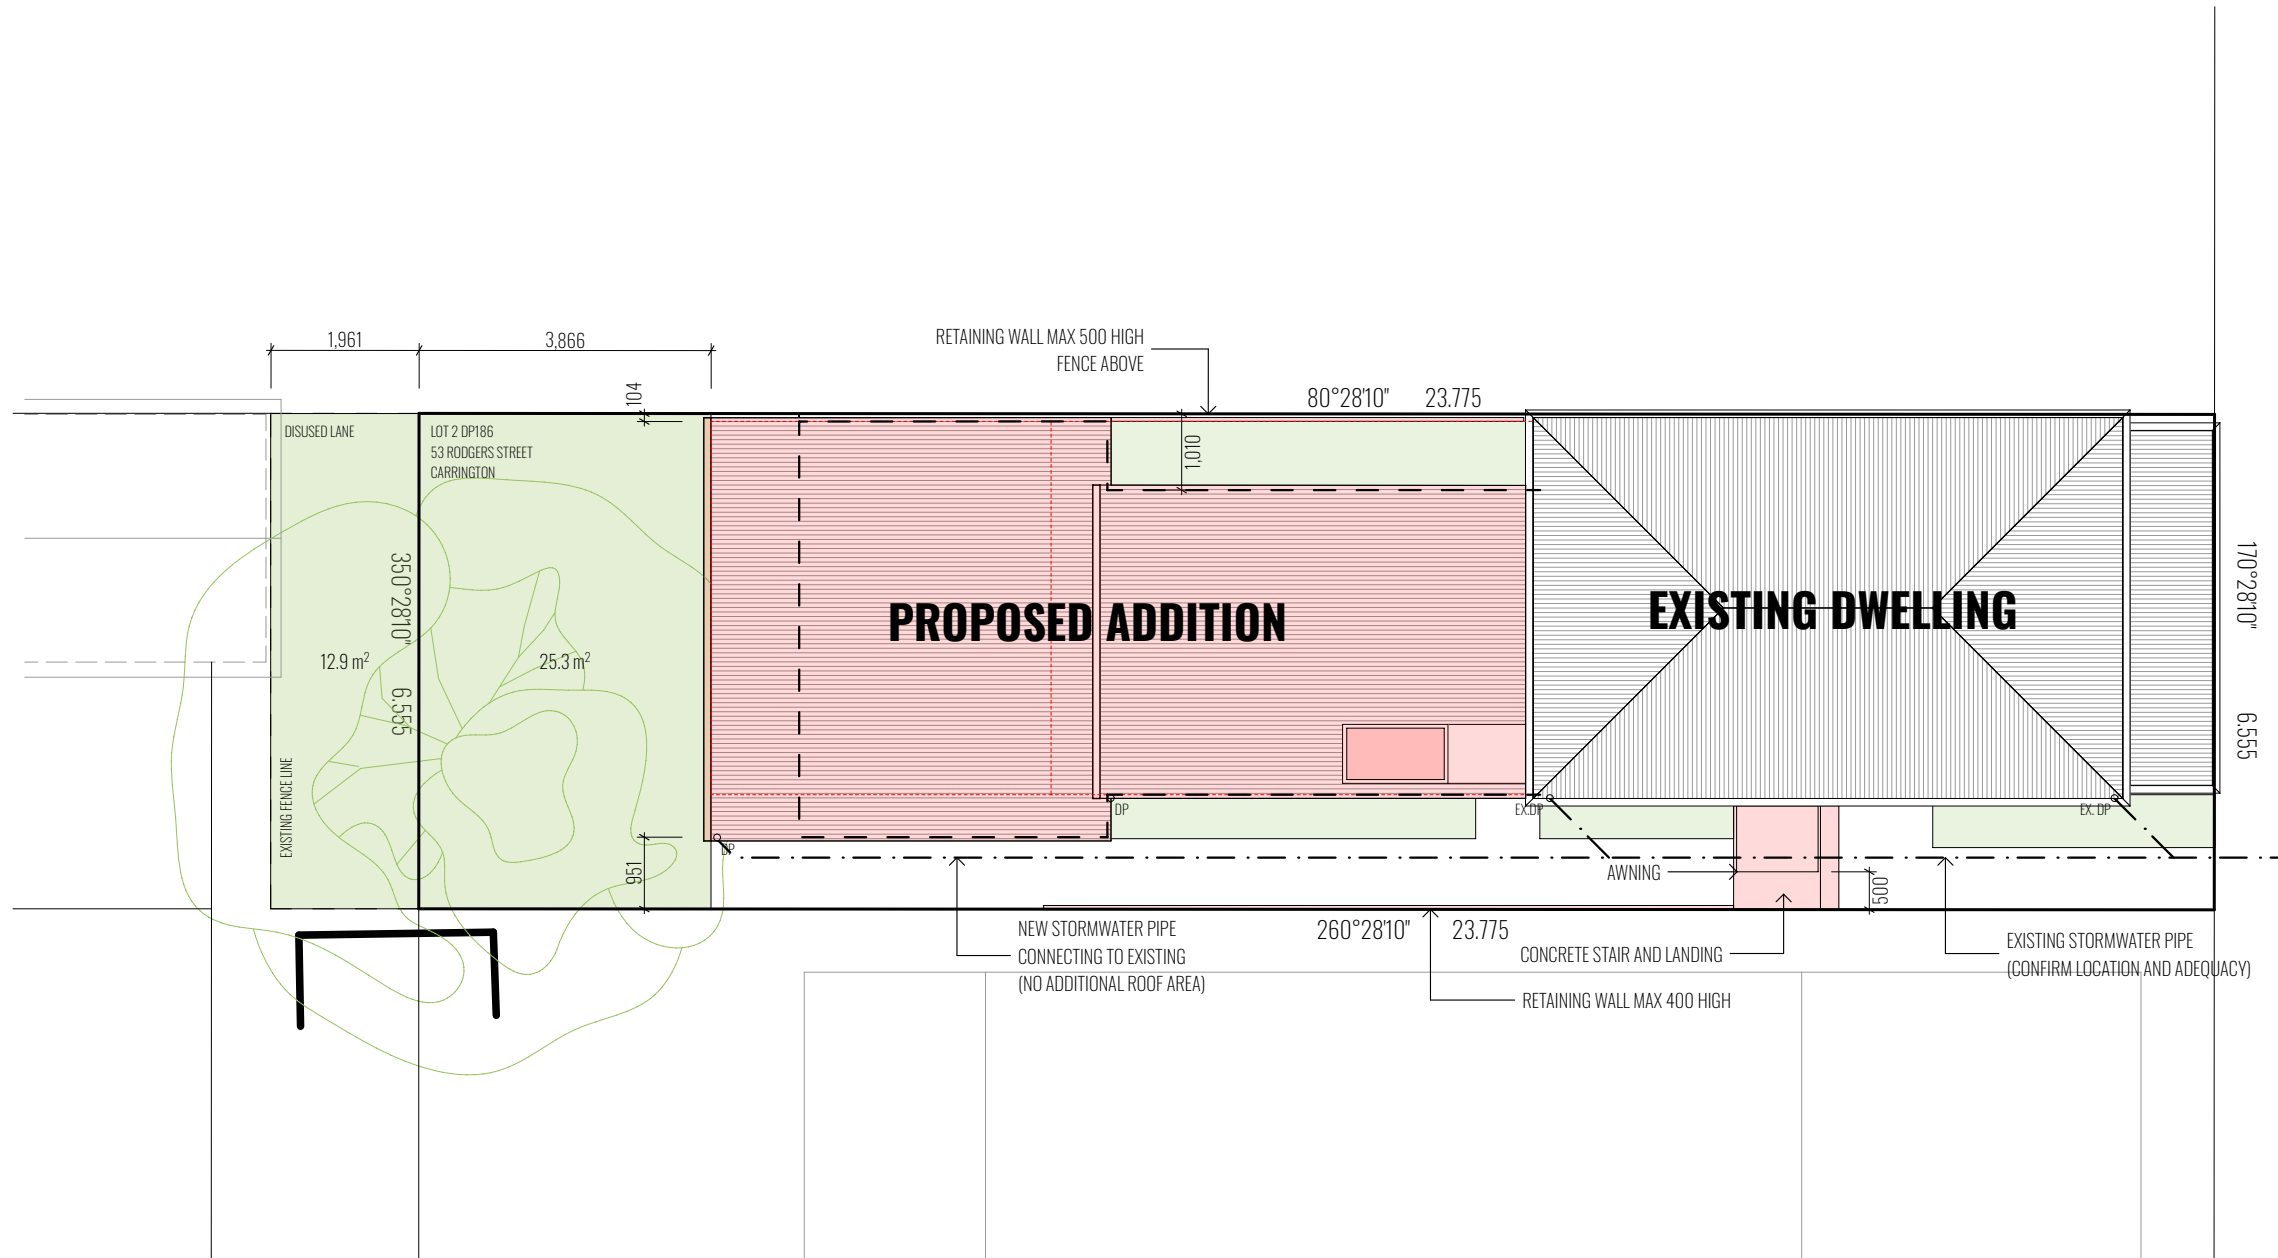 RETAINING WALL MAX 500 HIGH
FENCE ABOVE
1,961
3,866
104
80°28'10" 23.775
DISUSED LANE
LOT 2 DP186
53 RODGERS STREET
CARRINGTON
1,010
350°28'10" 6.555
170°28'10" 6.555
PROPOSED ADDITION
EXISTING DWELLING
12.9 m²
25.3 m²
EXISTING FENCE LINE
DP
EX.DP
EX. DP
DP
951
AWNING
500
NEW STORMWATER PIPE
CONNECTING TO EXISTING
(NO ADDITIONAL ROOF AREA)
260°28'10" 23.775
CONCRETE STAIR AND LANDING
EXISTING STORMWATER PIPE
(CONFIRM LOCATION AND ADEQUACY)
RETAINING WALL MAX 400 HIGH